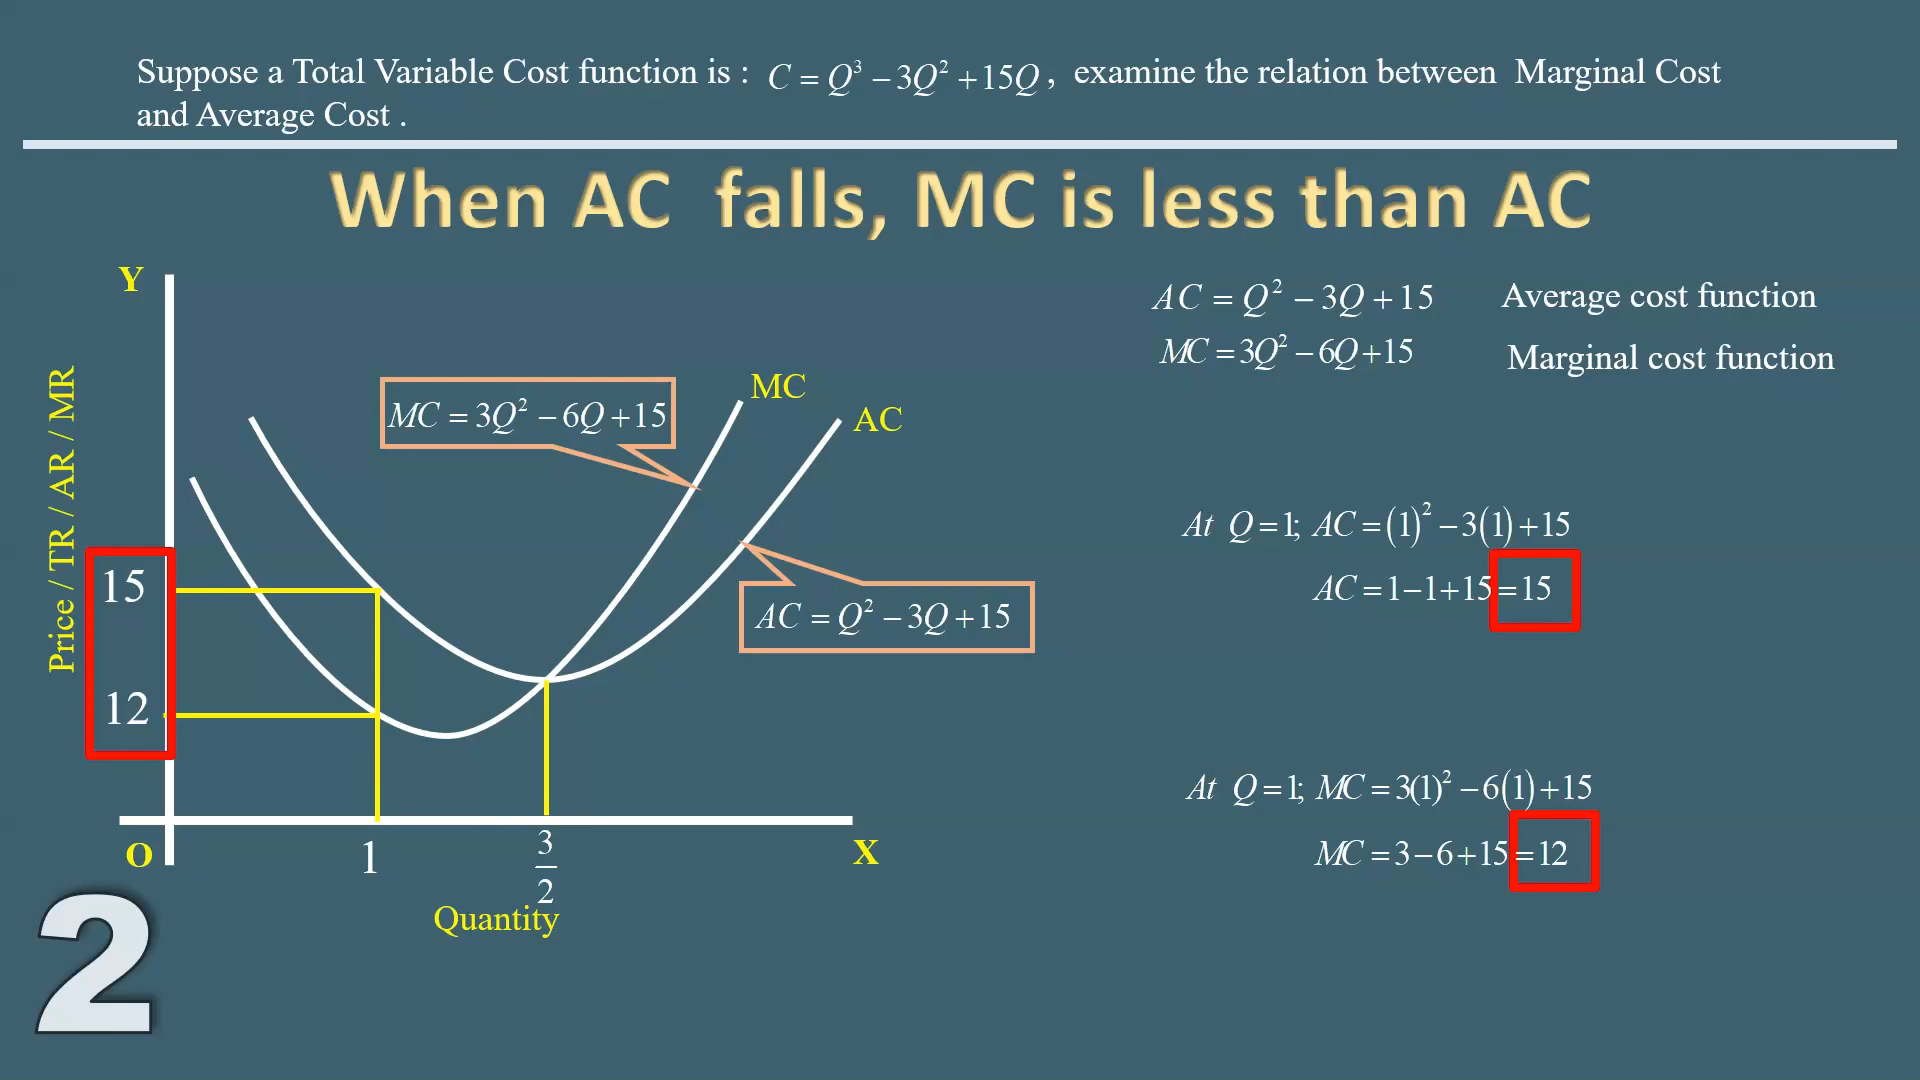 Suppose a Total Variable Cost function is : C = Q³ − 3Q² + 15Q , examine the relation between Marginal Cost
and Average Cost .
When AC falls, MC is less than AC
Y
AC = Q² − 3Q + 15 Average cost function
MC = 3Q² − 6Q + 15 Marginal cost function
Price / TR / AR / MR
MC
MC = 3Q² − 6Q + 15
AC
At Q = 1; AC = (1)² − 3(1) + 15
AC = 1 − 1 + 15 = 15
15
AC = Q² − 3Q + 15
12
At Q = 1; MC = 3(1)² − 6(1) + 15
MC = 3 − 6 + 15 = 12
O
1
3/2
X
Quantity
2